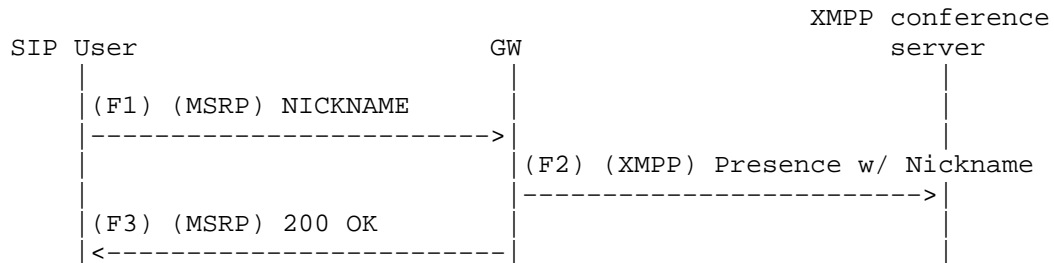 XMPP conference
SIP User GW server
(F1) (MSRP) NICKNAME
(F2) (XMPP) Presence w/ Nickname
(F3) (MSRP) 200 OK